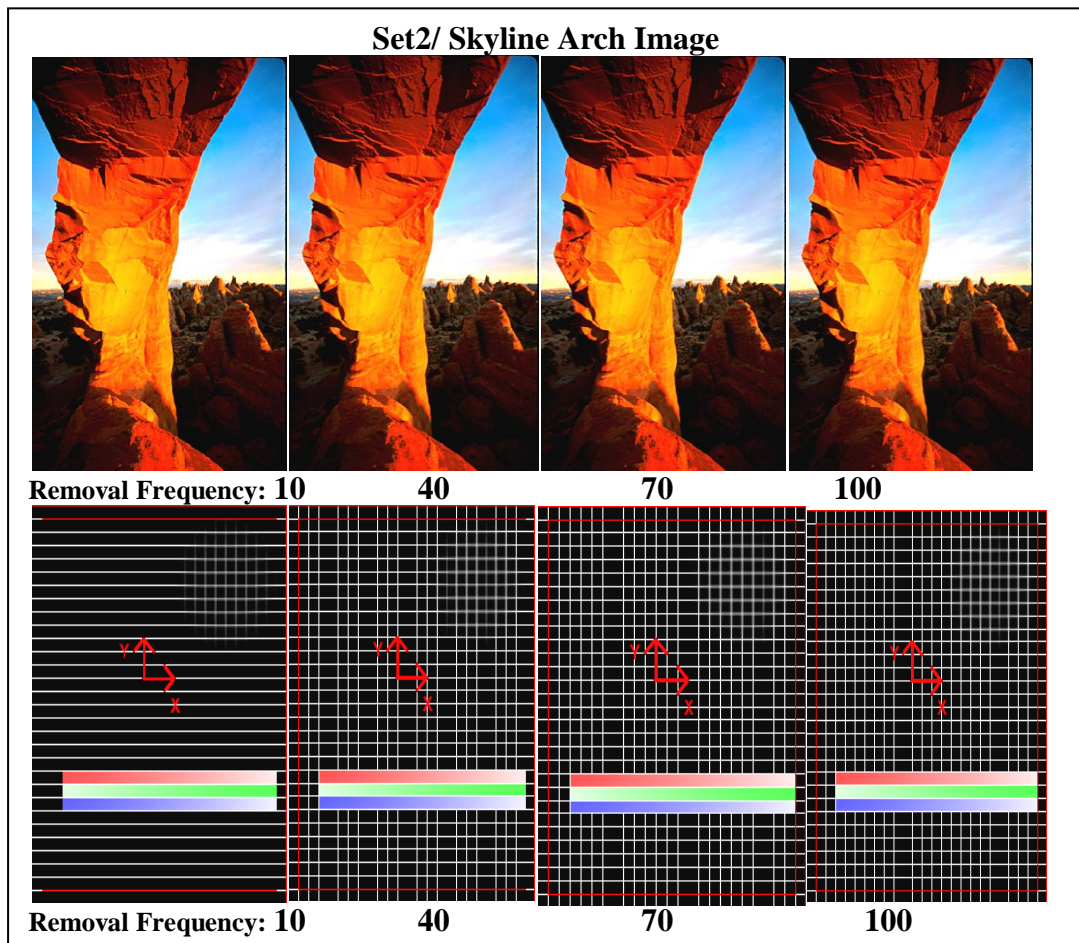 Set2/ Skyline Arch Image
Removal Frequency: 10 40 70 100
Y Y Y Y
X X X X
Removal Frequency: 10 40 70 100